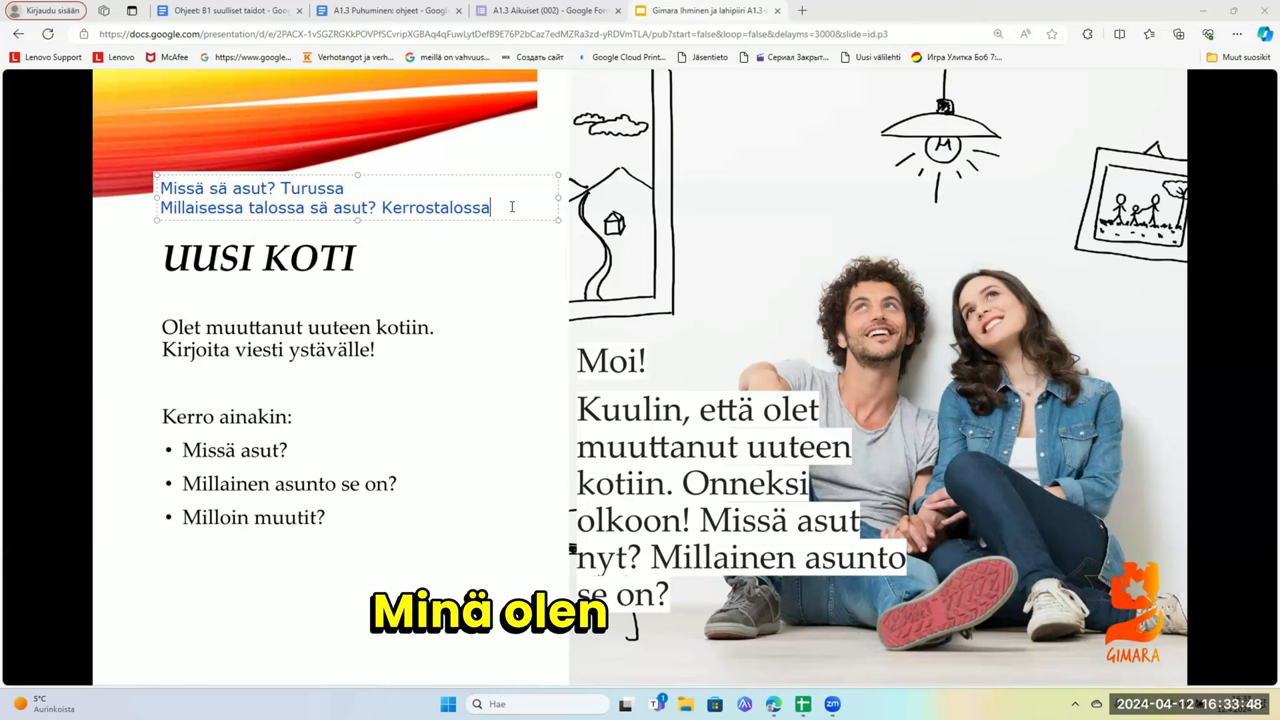 Kirjaudu sisään
Ohjeet: B1 suulliset taidot - Goo
A1.3 Puhuminen: ohjeet - Googl
A1.3 Aikuiset (002) - Google For
Gimara Ihminen ja lahipiiri A1.3-
https://docs.google.com/presentation/d/e/2PACX-1vSGZRGKkPOVPfSCvripXGBAq4qFuwLytDefB9E76P2bCaz7edMZRa3zd-yRDVmTLA/pub?start=false&loop=false&delayms=3000&slide=id.p3
Lenovo Support
Lenovo
McAfee
https://www.google...
Verhotangot ja verh...
meillä on vahvuus...
Создать сайт
Google Cloud Print...
Jäsentieto
Сериал Закрыт...
Uusi välilehti
Игра Улитка Боб 7:...
Muut suosikit
Missä sä asut? Turussa
Millaisessa talossa sä asut? Kerrostalossa
UUSI KOTI
Olet muuttanut uuteen kotiin.
Kirjoita viesti ystävälle!
Kerro ainakin:
• Missä asut?
• Millainen asunto se on?
• Milloin muutit?
Moi!
Kuulin, että olet
muuttanut uuteen
kotiin. Onneksi
olkoon! Missä asut
nyt? Millainen asunto
se on?
Minä olen
GIMARA
5°C
Aurinkoista
Hae
2024-04-12 16:33:48